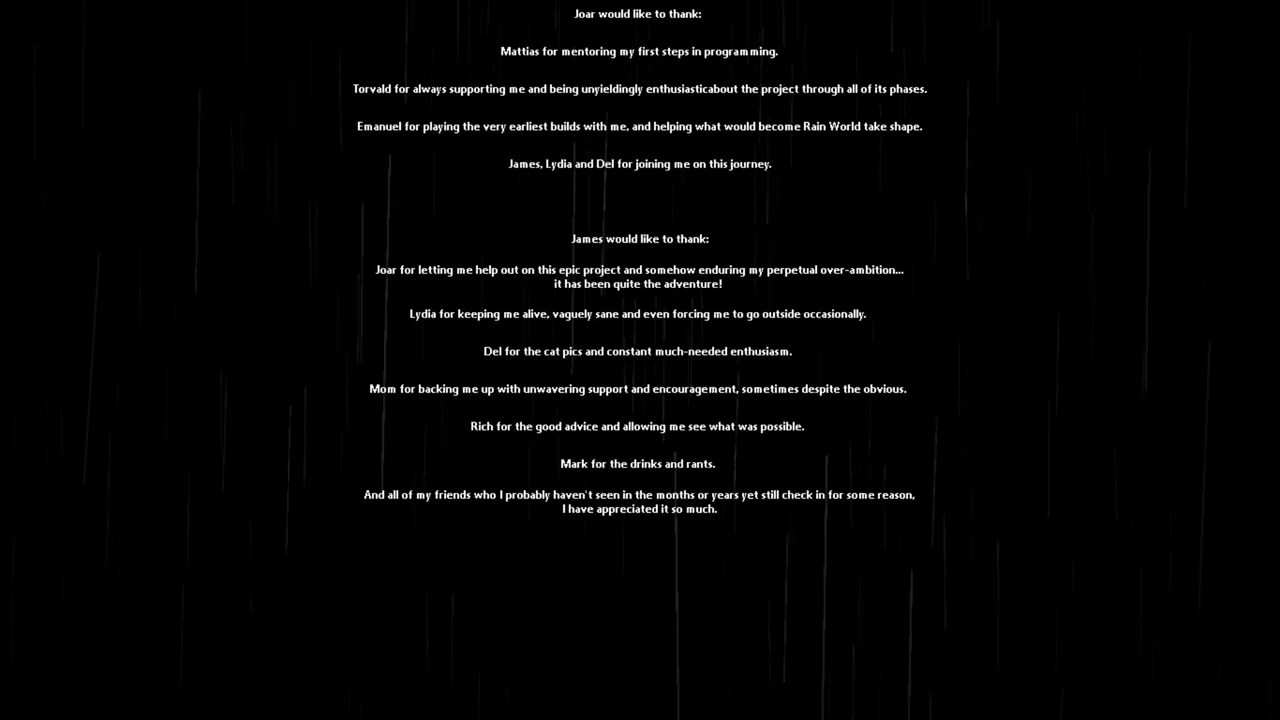 Joar would like to thank:
Mattias for mentoring my first steps in programming.
Torvald for always supporting me and being unyieldingly enthusiasticabout the project through all of its phases.
Emanuel for playing the very earliest builds with me, and helping what would become Rain World take shape.
James, Lydia and Del for joining me on this journey.
James would like to thank:
Joar for letting me help out on this epic project and somehow enduring my perpetual over-ambition...
it has been quite the adventure!
Lydia for keeping me alive, vaguely sane and even forcing me to go outside occasionally.
Del for the cat pics and constant much-needed enthusiasm.
Mom for backing me up with unwavering support and encouragement, sometimes despite the obvious.
Rich for the good advice and allowing me see what was possible.
Mark for the drinks and rants.
And all of my friends who I probably haven't seen in the months or years yet still check in for some reason,
I have appreciated it so much.